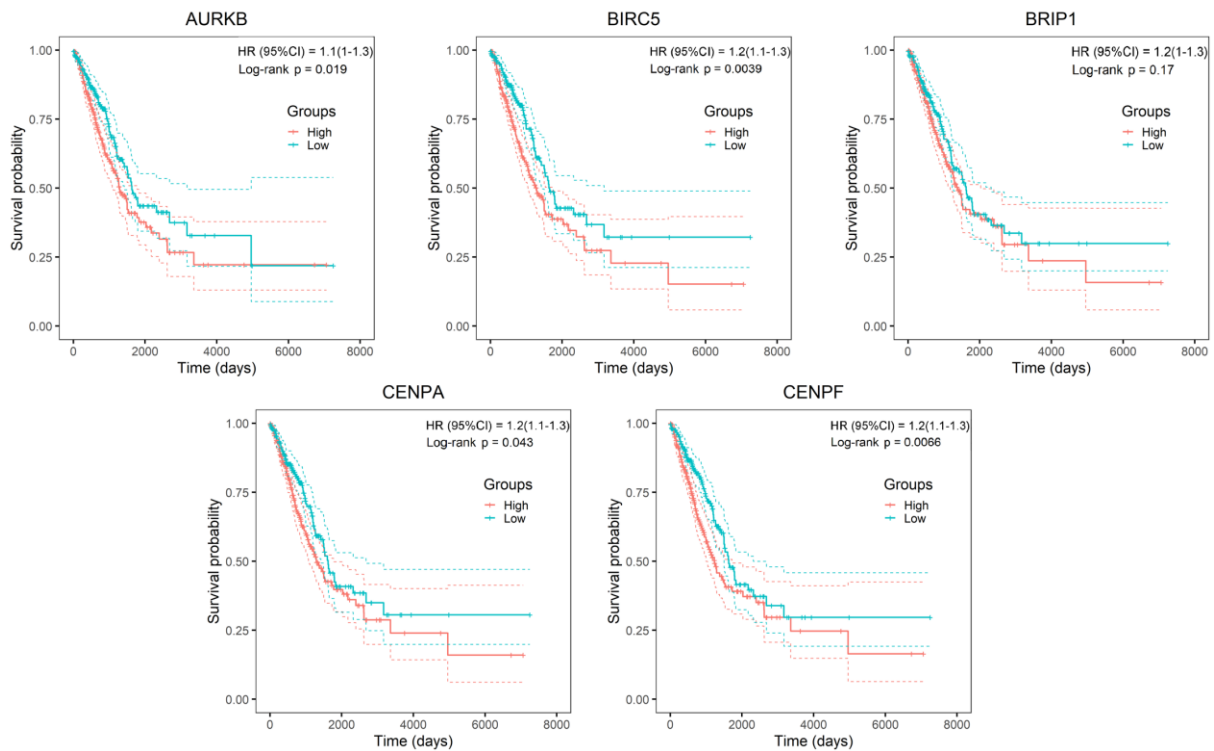 AURKB
HR (95%CI) = 1.1(1-1.3)
Log-rank p = 0.019
Groups
High
Low
Survival probability
1.00
0.75
0.50
0.25
0.00
0 2000 4000 6000 8000
Time (days)
BIRC5
HR (95%CI) = 1.2(1.1-1.3)
Log-rank p = 0.0039
Groups
High
Low
Survival probability
1.00
0.75
0.50
0.25
0.00
0 2000 4000 6000 8000
Time (days)
BRIP1
HR (95%CI) = 1.2(1-1.3)
Log-rank p = 0.17
Groups
High
Low
Survival probability
1.00
0.75
0.50
0.25
0.00
0 2000 4000 6000 8000
Time (days)
CENPA
HR (95%CI) = 1.2(1.1-1.3)
Log-rank p = 0.043
Groups
High
Low
Survival probability
1.00
0.75
0.50
0.25
0.00
0 2000 4000 6000 8000
Time (days)
CENPF
HR (95%CI) = 1.2(1.1-1.3)
Log-rank p = 0.0066
Groups
High
Low
Survival probability
1.00
0.75
0.50
0.25
0.00
0 2000 4000 6000 8000
Time (days)